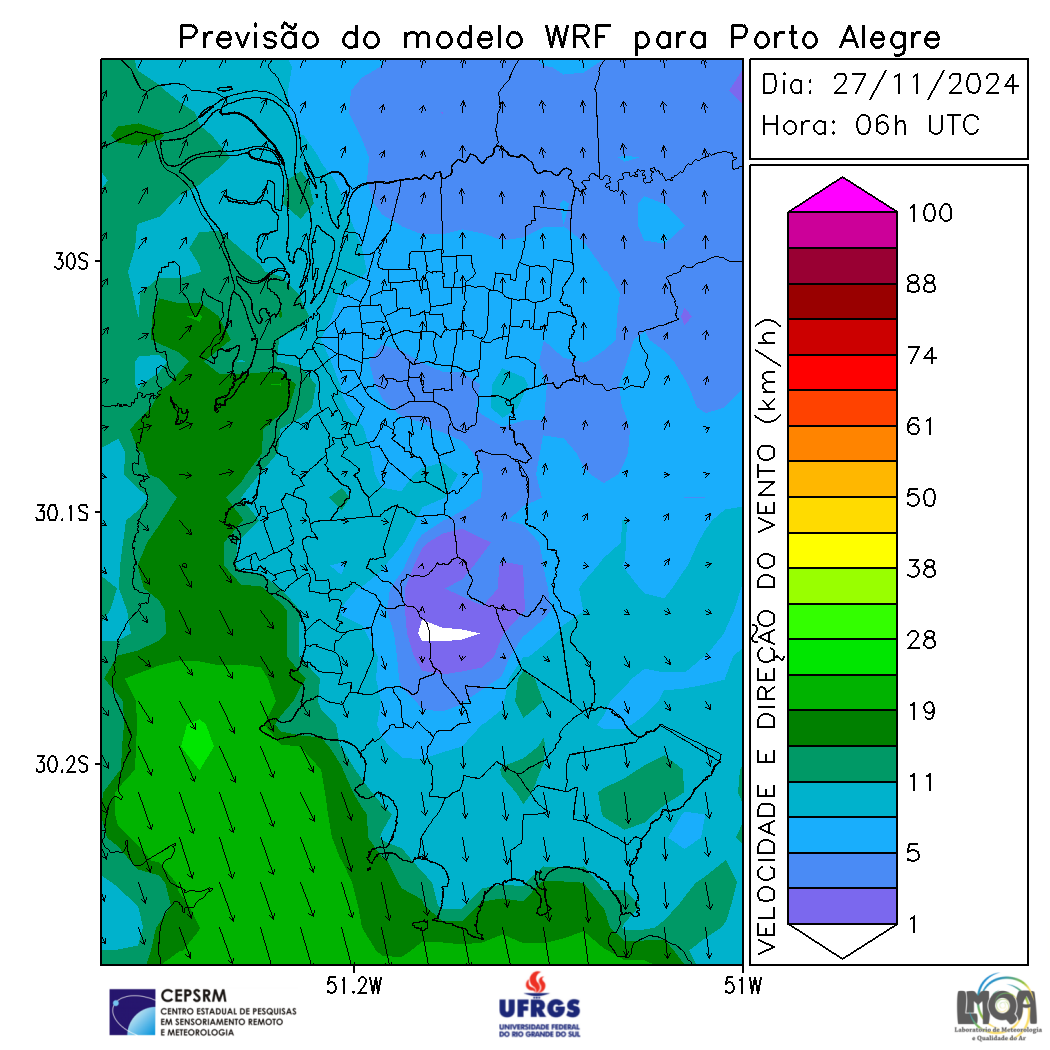 Previsão do modelo WRF para Porto Alegre
Dia: 27/11/2024
Hora: 06h UTC
30S
30.1S
30.2S
51.2W
51W
VELOCIDADE E DIREÇÃO DO VENTO (km/h)
100
88
74
61
50
38
28
19
11
5
1
CEPSRM
CENTRO ESTADUAL DE PESQUISAS
EM SENSORIAMENTO REMOTO
E METEOROLOGIA
UFRGS
UNIVERSIDADE FEDERAL
DO RIO GRANDE DO SUL
LMQA
Laboratório de Meteorologia
e Qualidade do Ar